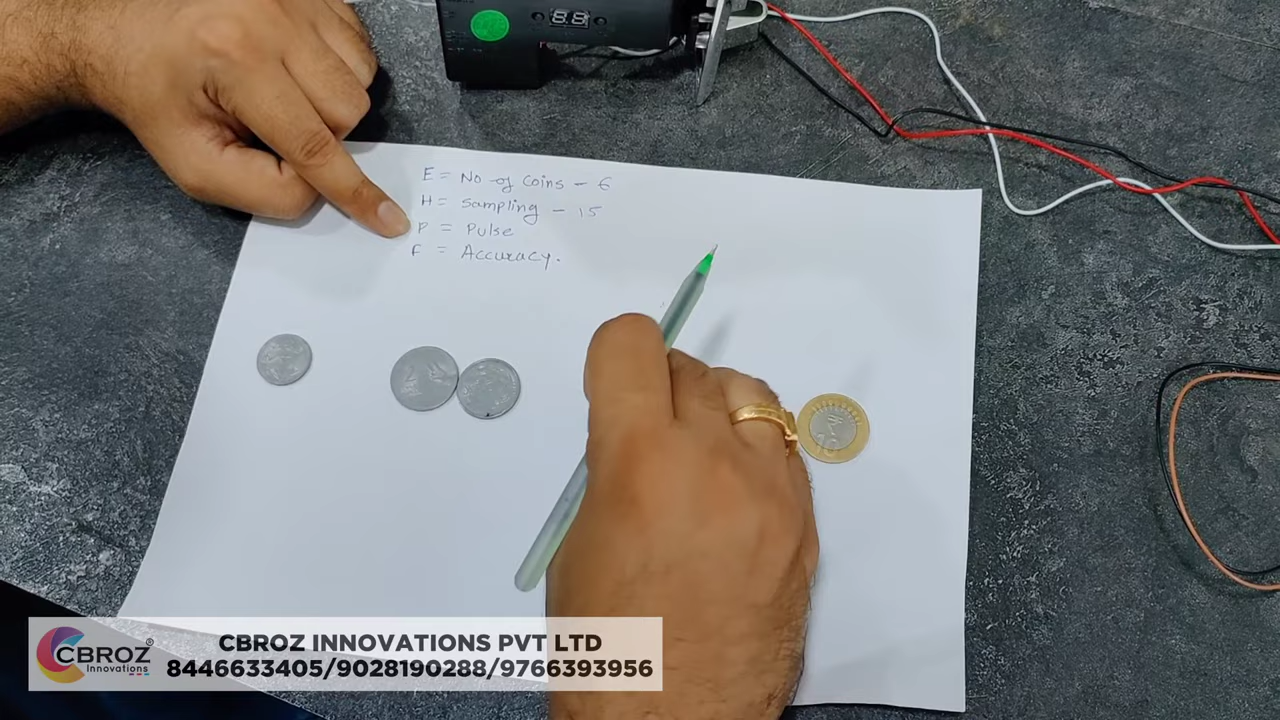 E = No of Coins - 6
H = Sampling - 15
P = Pulse
F = Accuracy.
CBROZ INNOVATIONS PVT LTD
8446633405/9028190288/9766393956
CBROZ®
Innovations